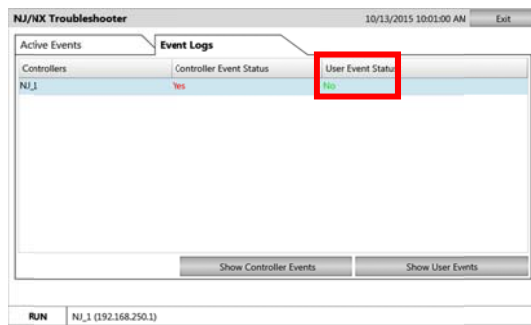 NJ/NX Troubleshooter 10/13/2015 10:01:00 AM Exit
Active Events Event Logs
Controllers Controller Event Status User Event Status
NJ_1 Yes No
Show Controller Events Show User Events
RUN NJ_1 (192.168.250.1)